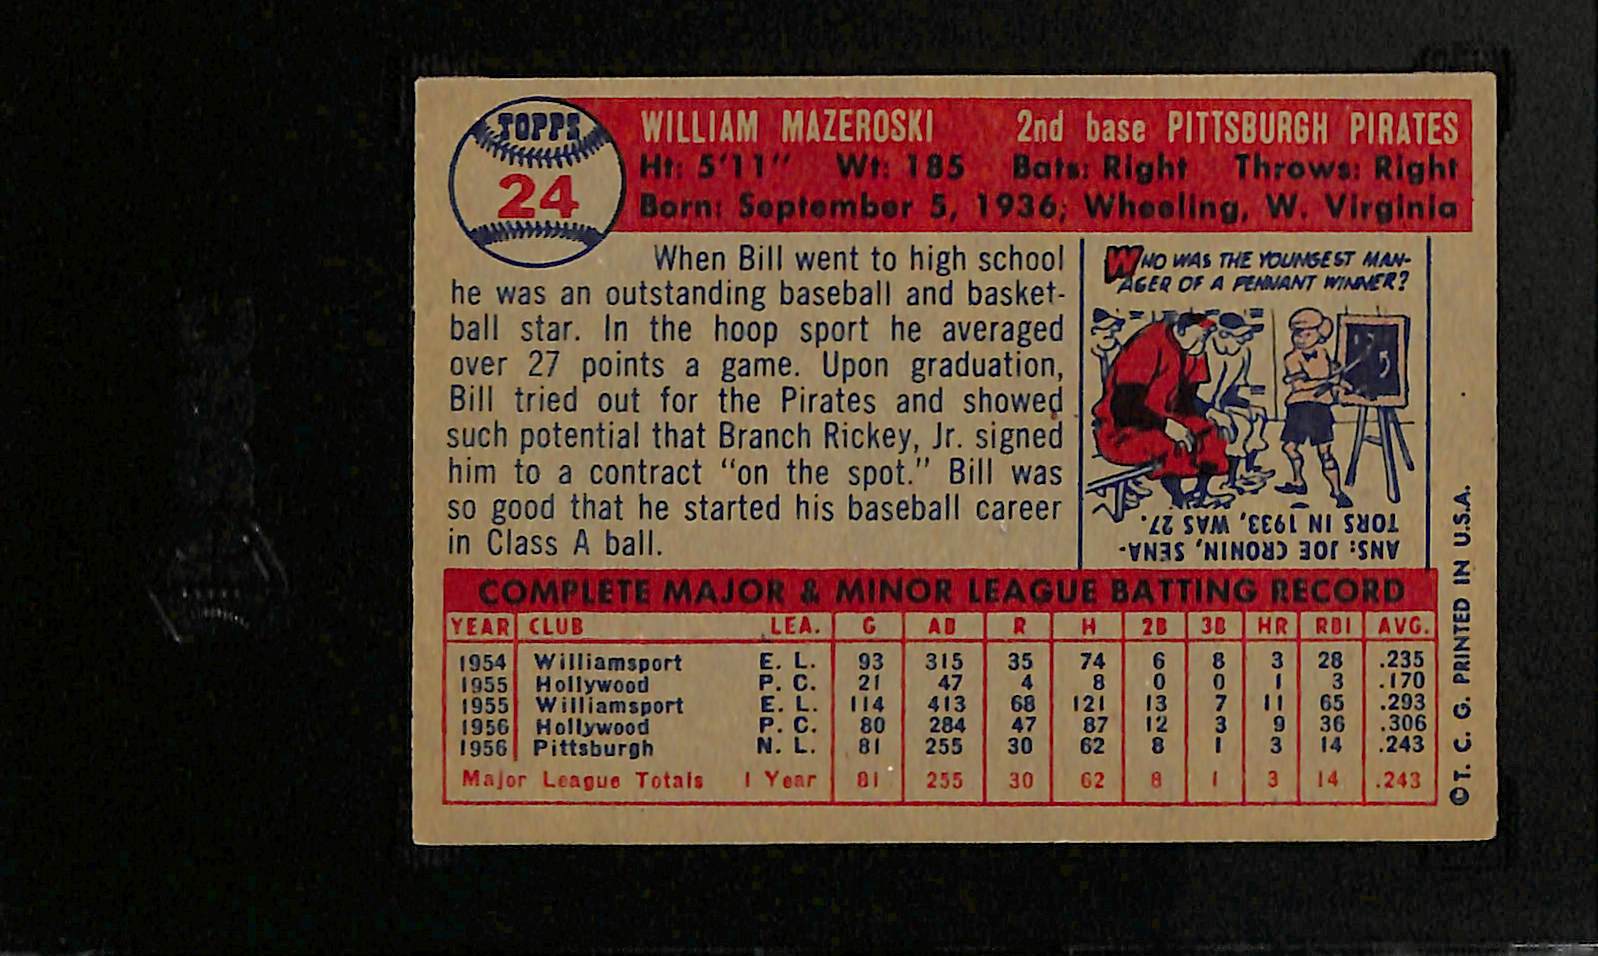 TOPPS
24
WILLIAM MAZEROSKI 2nd base PITTSBURGH PIRATES
Ht: 5'11" Wt: 185 Bats: Right Throws: Right
Born: September 5, 1936; Wheeling, W. Virginia
When Bill went to high school
he was an outstanding baseball and basket-
ball star. In the hoop sport he averaged
over 27 points a game. Upon graduation,
Bill tried out for the Pirates and showed
such potential that Branch Rickey, Jr. signed
him to a contract "on the spot." Bill was
so good that he started his baseball career
in Class A ball.
WHO WAS THE YOUNGEST MAN-
AGER OF A PENNANT WINNER?
ANS: JOE CRONIN, SENA-
TORS IN 1933, WAS 27.
COMPLETE MAJOR & MINOR LEAGUE BATTING RECORD
YEAR CLUB LEA. G AB R H 2B 3B HR RBI AVG.
1954 Williamsport E. L. 93 315 35 74 6 8 3 28 .235
1955 Hollywood P. C. 21 47 4 8 0 0 1 3 .170
1955 Williamsport E. L. 114 413 68 121 13 7 11 65 .293
1956 Hollywood P. C. 80 284 47 87 12 3 9 36 .306
1956 Pittsburgh N. L. 81 255 30 62 8 1 3 14 .243
Major League Totals 1 Year 81 255 30 62 8 1 3 14 .243
© T. C. G. PRINTED IN U.S.A.